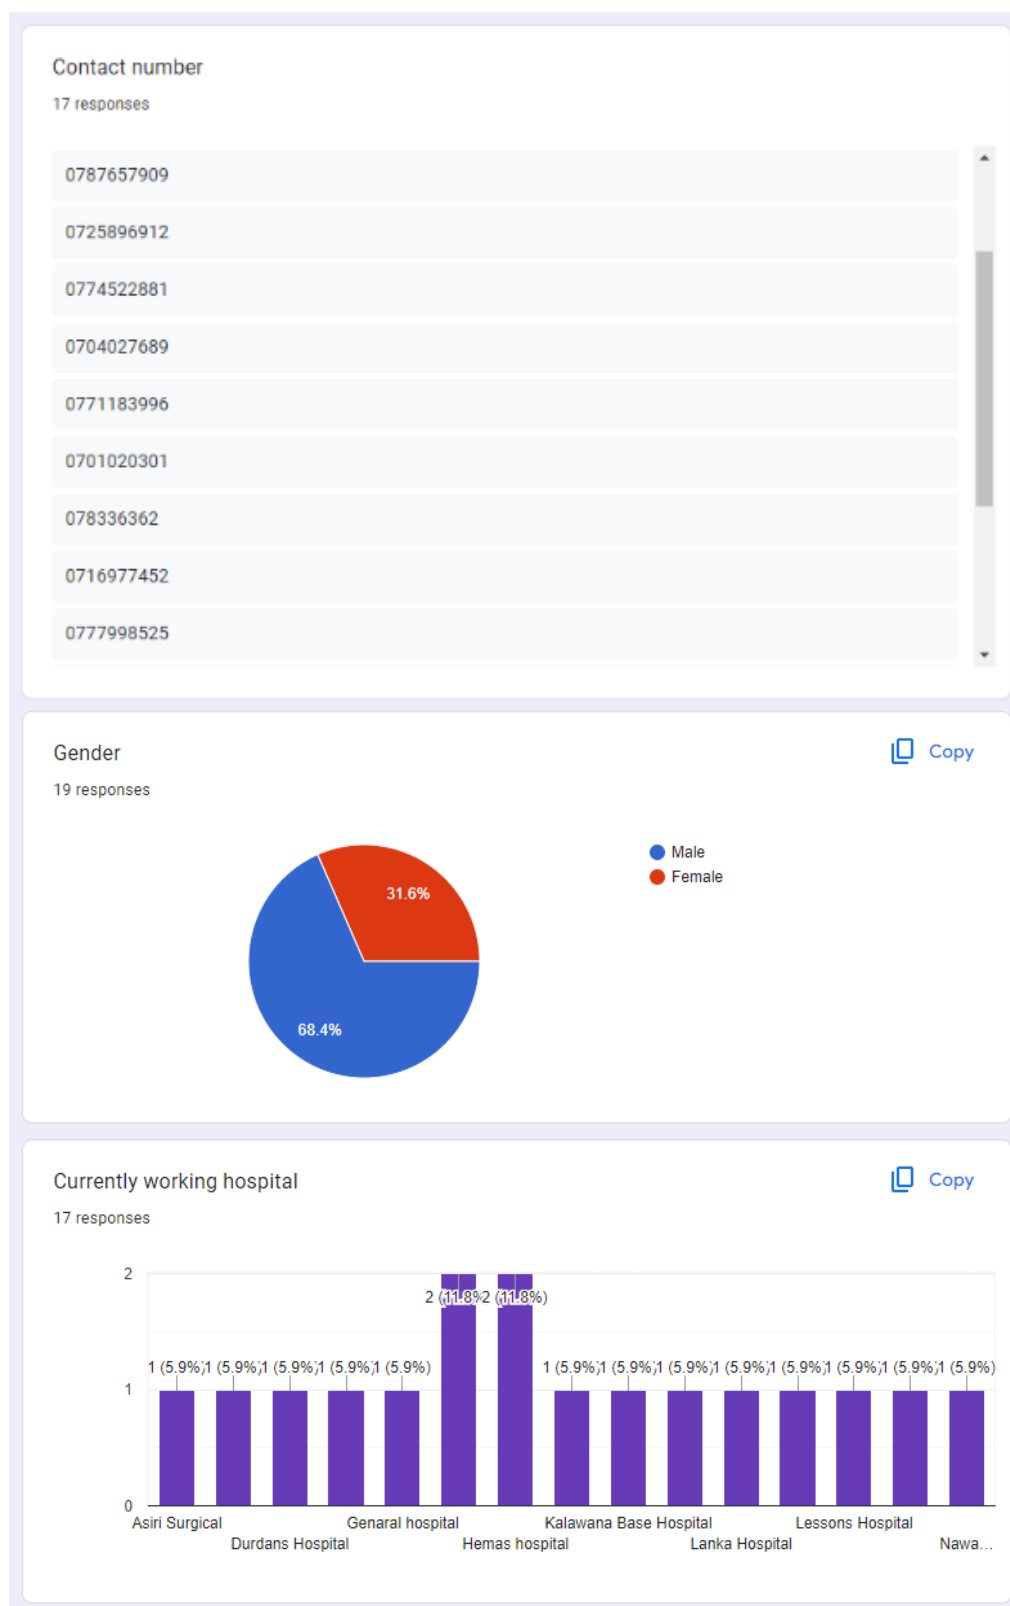 Contact number
17 responses
0787657909
0725896912
0774522881
0704027689
0771183996
0701020301
078336362
0716977452
0777998525
Gender
Copy
19 responses
Male
Female
31.6%
68.4%
Currently working hospital
Copy
17 responses
2
2 (11.8% 2 (11.8%)
1 (5.9%) 1 (5.9%) 1 (5.9%) 1 (5.9%) 1 (5.9%) 1 (5.9%) 1 (5.9%) 1 (5.9%) 1 (5.9%) 1 (5.9%) 1 (5.9%) 1 (5.9%) 1 (5.9%)
1
0
Asiri Surgical Genaral hospital Kalawana Base Hospital Lessons Hospital
Durdans Hospital Hemas hospital Lanka Hospital Nawa...